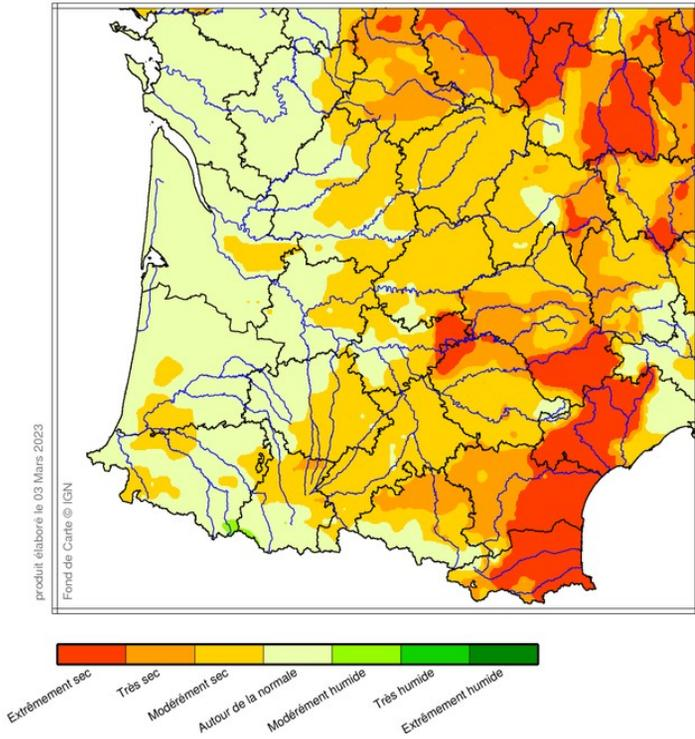 produit élaboré le 03 Mars 2023
Fond de Carte © IGN
Extrêmement sec
Très sec
Modérément sec
Autour de la normale
Modérément humide
Très humide
Extrêmement humide